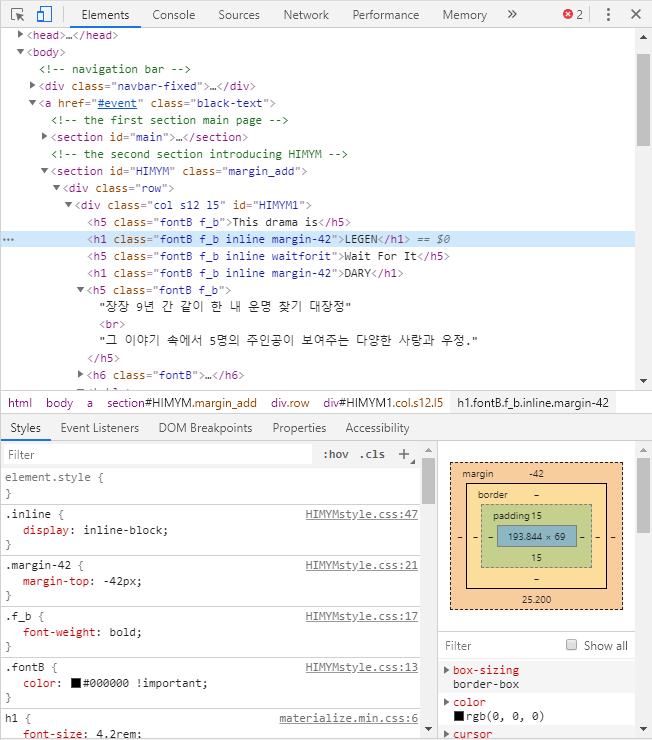 Elements Console Sources Network Performance Memory » 2
<head>…</head>
<body>
<!-- navigation bar -->
<div class="navbar-fixed">…</div>
<a href="#event" class="black-text">
<!-- the first section main page -->
<section id="main">…</section>
<!-- the second section introducing HIMYM -->
<section id="HIMYM" class="margin_add">
<div class="row">
<div class="col s12 l5" id="HIMYM1">
<h5 class="fontB f_b">This drama is</h5>
… <h1 class="fontB f_b inline margin-42">LEGEN</h1> == $0
<h5 class="fontB f_b inline waitforit">Wait For It</h5>
<h1 class="fontB f_b inline margin-42">DARY</h1>
<h5 class="fontB f_b">
"장장 9년 간 같이 한 내 운명 찾기 대장정"
<br>
"그 이야기 속에서 5명의 주인공이 보여주는 다양한 사랑과 우정."
</h5>
<h6 class="fontB">…</h6>
html body a section#HIMYM.margin_add div.row div#HIMYM1.col.s12.l5 h1.fontB.f_b.inline.margin-42
Styles Event Listeners DOM Breakpoints Properties Accessibility
Filter :hov .cls +
element.style {
}
.inline { HIMYMstyle.css:47
display: inline-block;
}
.margin-42 { HIMYMstyle.css:21
margin-top: -42px;
}
.f_b { HIMYMstyle.css:17
font-weight: bold;
}
.fontB { HIMYMstyle.css:13
color: #000000 !important;
}
h1 { materialize.min.css:6
font-size: 4.2rem;
margin -42
border –
padding 15
– – – 193.844 × 69 – – –
15
–
25.200
Filter Show all
box-sizing
border-box
color
rgb(0, 0, 0)
cursor